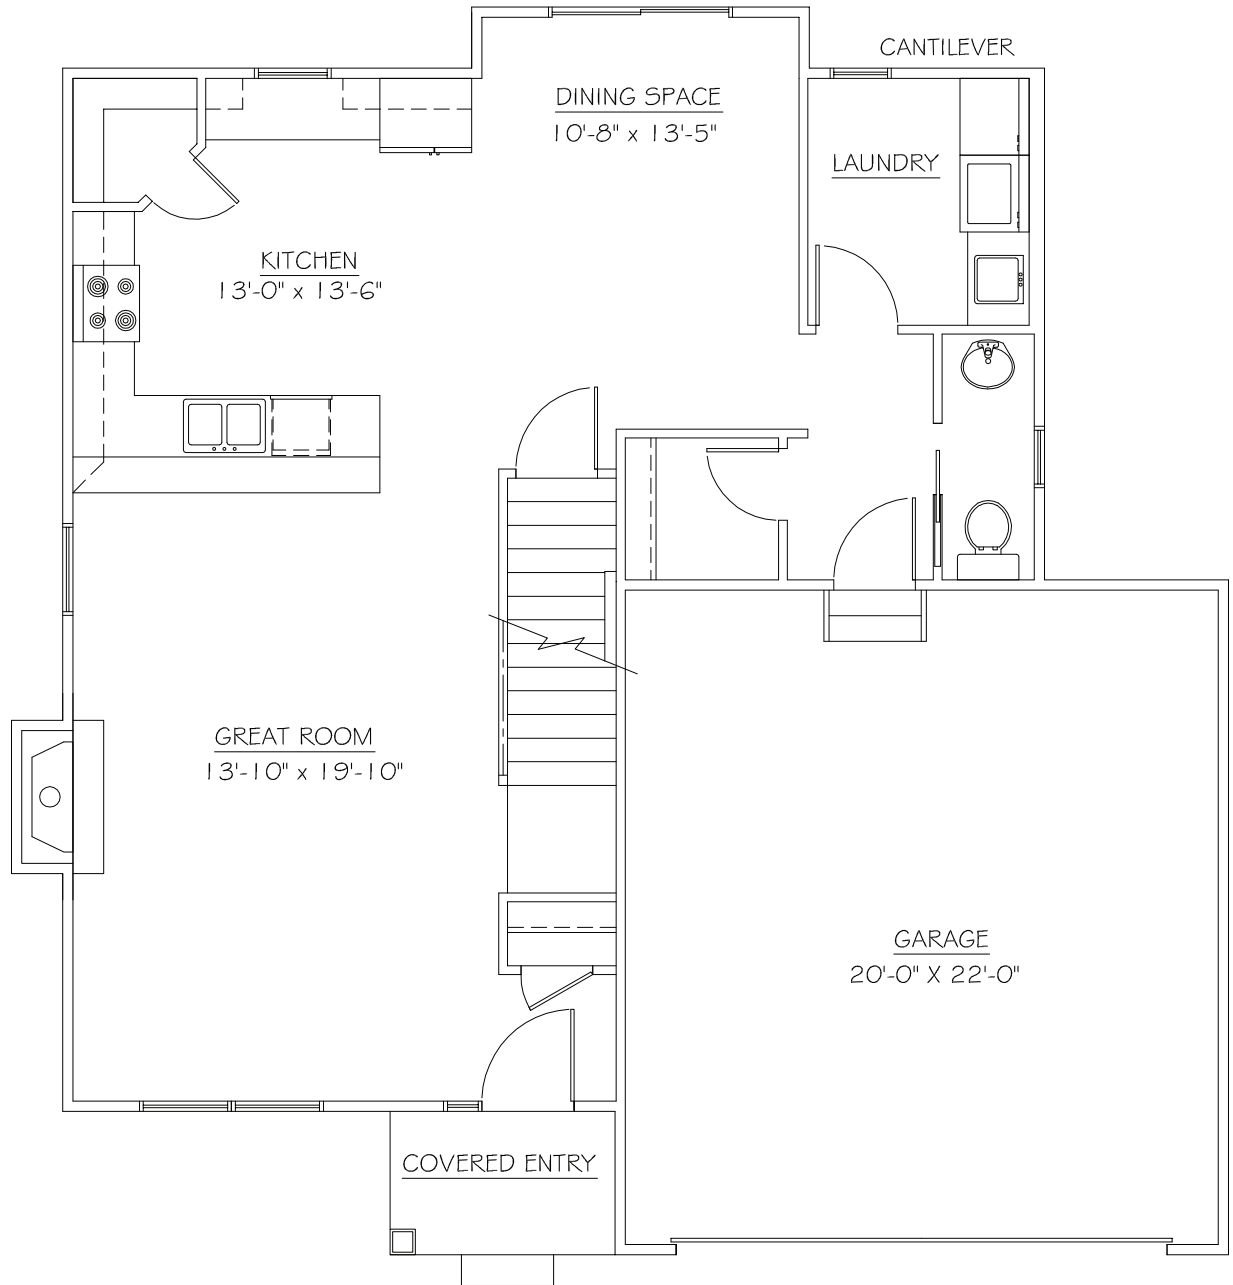 CANTILEVER
DINING SPACE
10'-8" x 13'-5"
LAUNDRY
KITCHEN
13'-0" x 13'-6"
GREAT ROOM
13'-10" x 19'-10"
GARAGE
20'-0" X 22'-0"
COVERED ENTRY